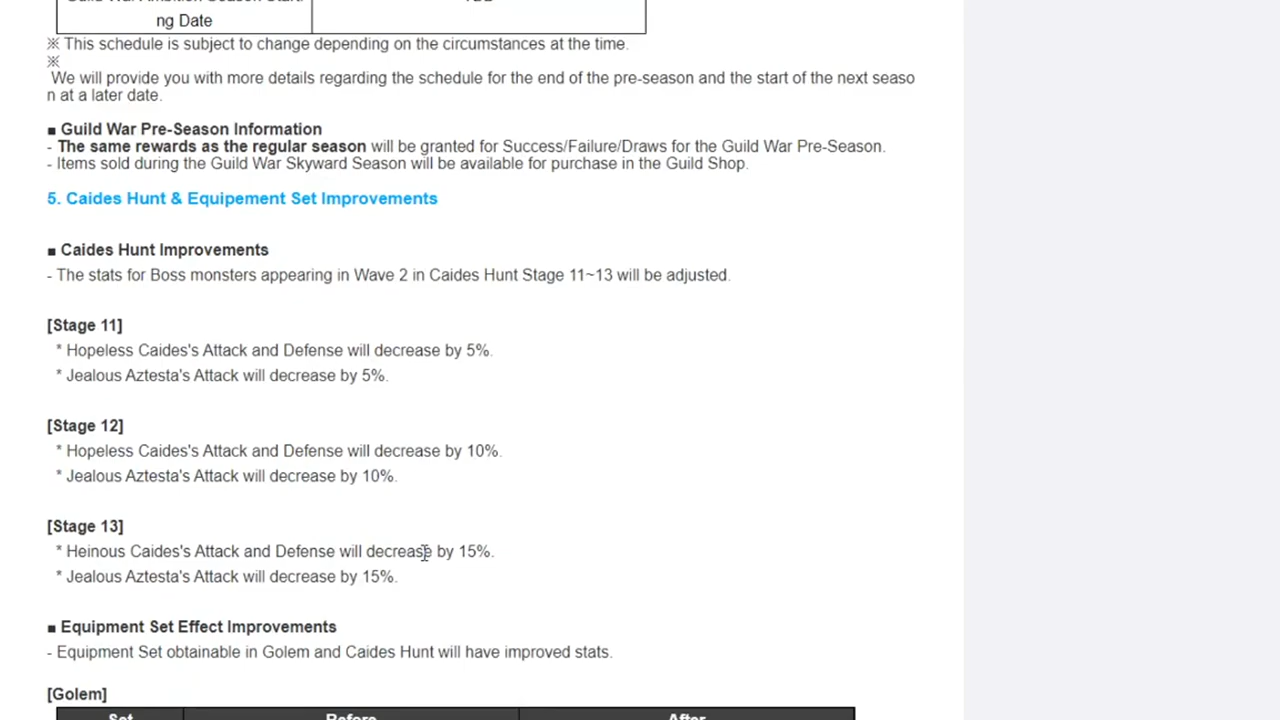 ng Date
※ This schedule is subject to change depending on the circumstances at the time.
※
We will provide you with more details regarding the schedule for the end of the pre-season and the start of the next seaso
n at a later date.
■ Guild War Pre-Season Information
- The same rewards as the regular season will be granted for Success/Failure/Draws for the Guild War Pre-Season.
- Items sold during the Guild War Skyward Season will be available for purchase in the Guild Shop.
5. Caides Hunt & Equipement Set Improvements
■ Caides Hunt Improvements
- The stats for Boss monsters appearing in Wave 2 in Caides Hunt Stage 11~13 will be adjusted.
[Stage 11]
* Hopeless Caides's Attack and Defense will decrease by 5%.
* Jealous Aztesta's Attack will decrease by 5%.
[Stage 12]
* Hopeless Caides's Attack and Defense will decrease by 10%.
* Jealous Aztesta's Attack will decrease by 10%.
[Stage 13]
* Heinous Caides's Attack and Defense will decrease by 15%.
* Jealous Aztesta's Attack will decrease by 15%.
■ Equipment Set Effect Improvements
- Equipment Set obtainable in Golem and Caides Hunt will have improved stats.
[Golem]
Set Before After